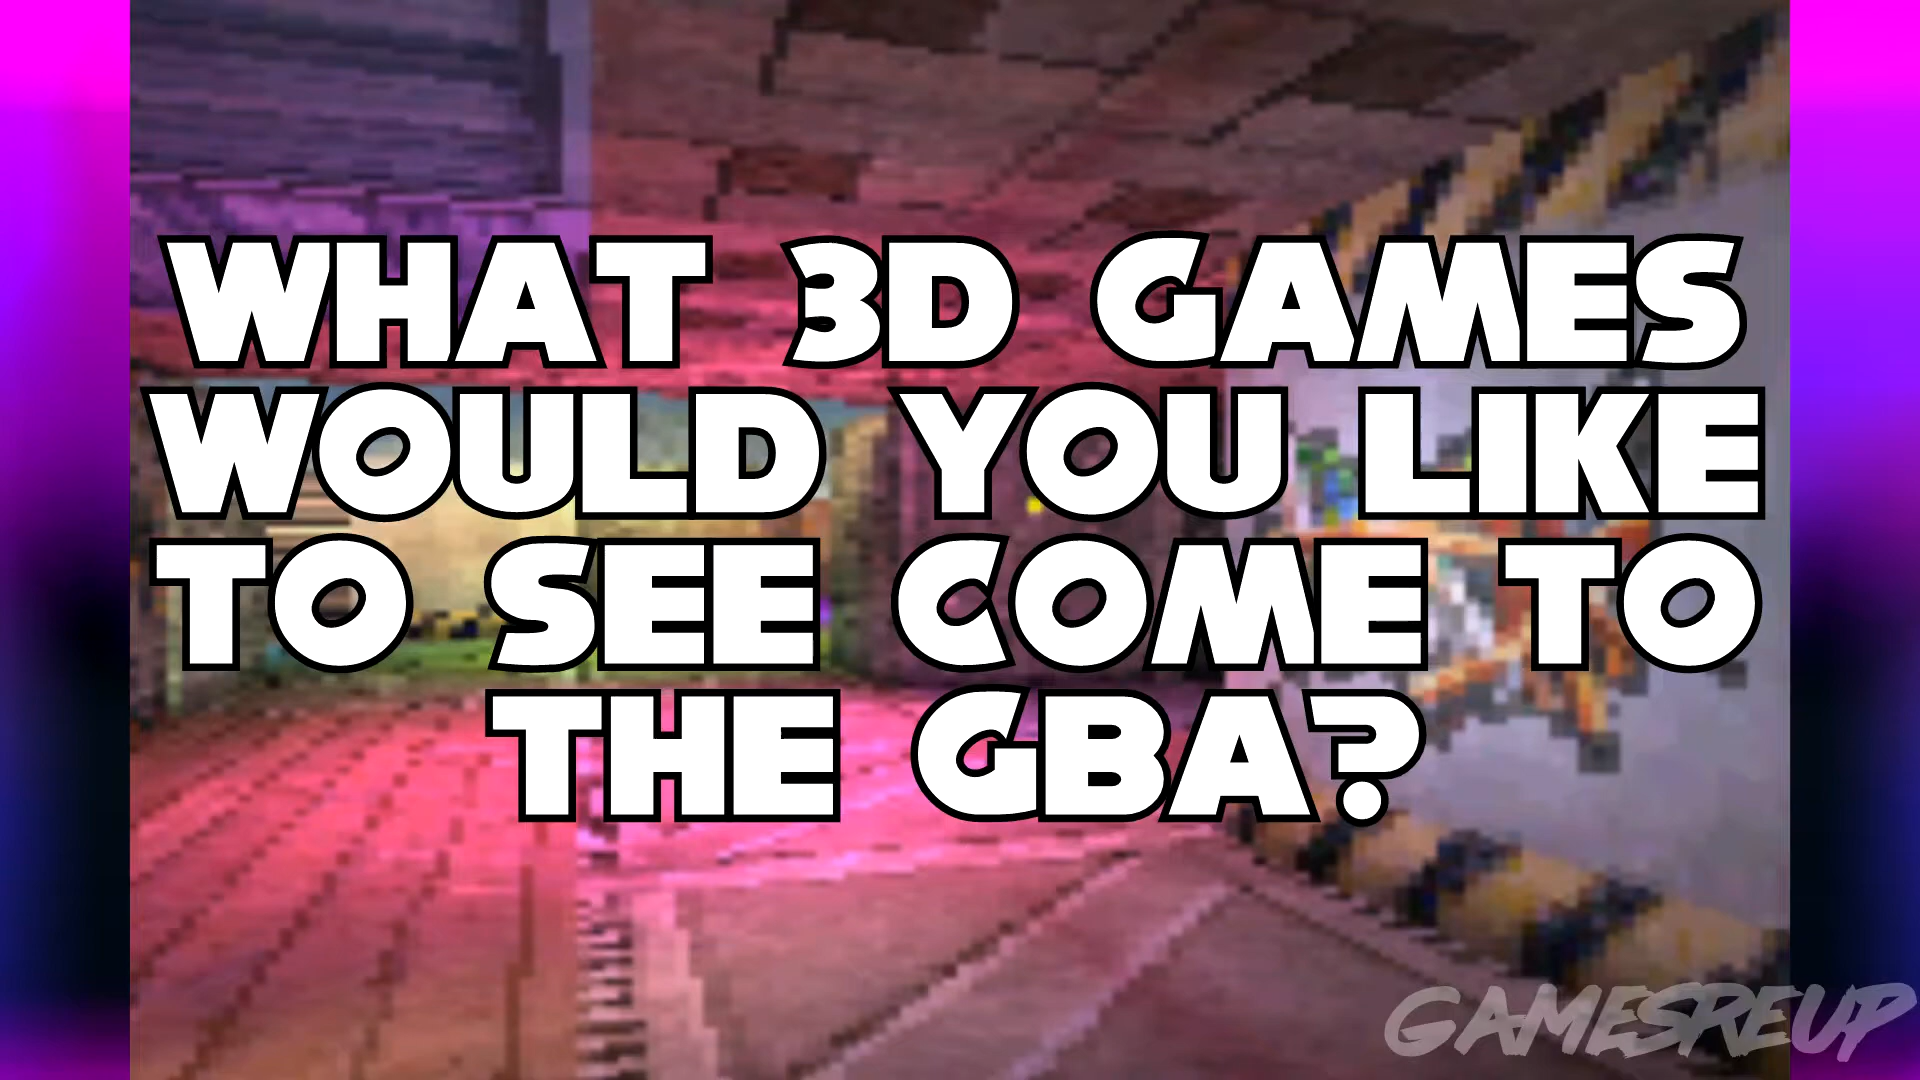 WHAT 3D GAMES
WOULD YOU LIKE
TO SEE COME TO
THE GBA?
GAMESREUP